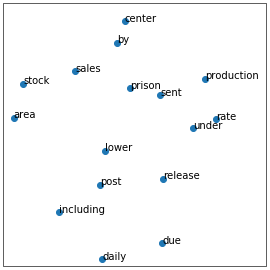 center
by
sales
production
stock
prison
sent
area
rate
under
lower
release
post
including
due
daily